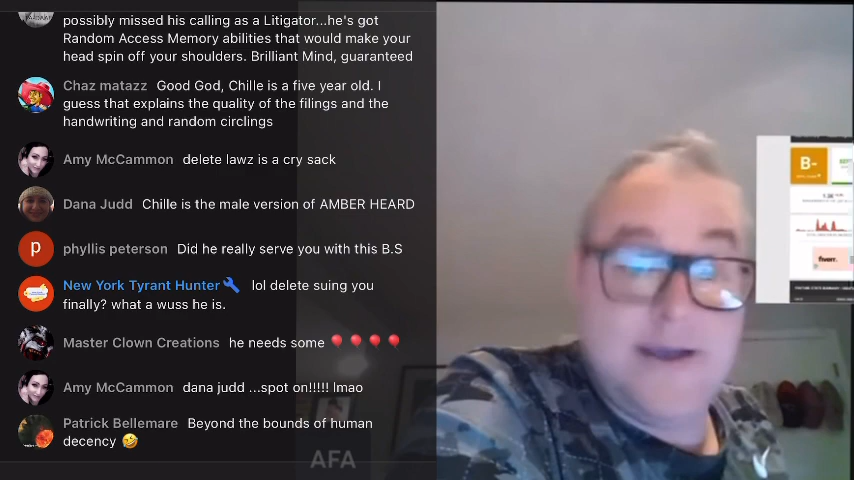 possibly missed his calling as a Litigator...he's got
Random Access Memory abilities that would make your
head spin off your shoulders. Brilliant Mind, guaranteed
Chaz matazz Good God, Chille is a five year old. I
guess that explains the quality of the filings and the
handwriting and random circlings
Amy McCammon delete lawz is a cry sack
Dana Judd Chille is the male version of AMBER HEARD
p phyllis peterson Did he really serve you with this B.S
New York Tyrant Hunter🔧 lol delete suing you
finally? what a wuss he is.
Master Clown Creations he needs some 🎈🎈🎈🎈
Amy McCammon dana judd ...spot on!!!!! lmao
Patrick Bellemare Beyond the bounds of human
decency 🤣
AFA
B-
fiverr.